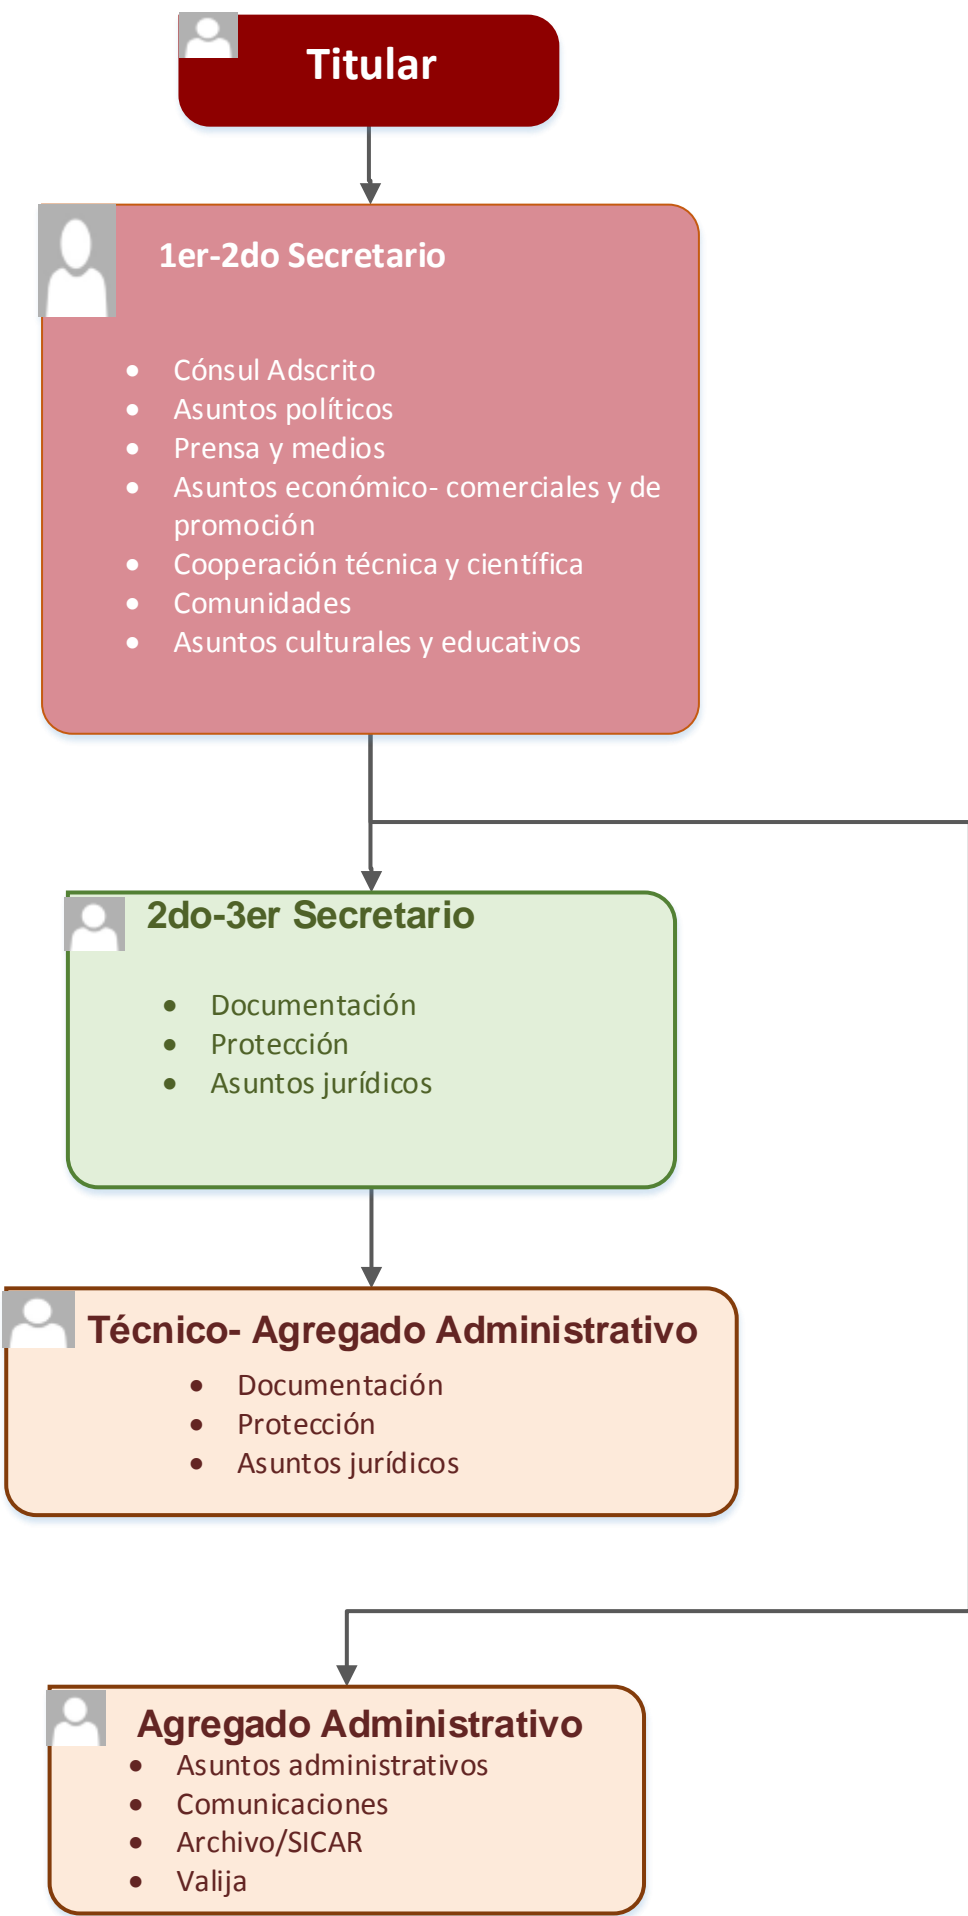 Titular
1er-2do Secretario
• Cónsul Adscrito
• Asuntos políticos
• Prensa y medios
• Asuntos económico- comerciales y de
promoción
• Cooperación técnica y científica
• Comunidades
• Asuntos culturales y educativos
2do-3er Secretario
• Documentación
• Protección
• Asuntos jurídicos
Técnico- Agregado Administrativo
• Documentación
• Protección
• Asuntos jurídicos
Agregado Administrativo
• Asuntos administrativos
• Comunicaciones
• Archivo/SICAR
• Valija